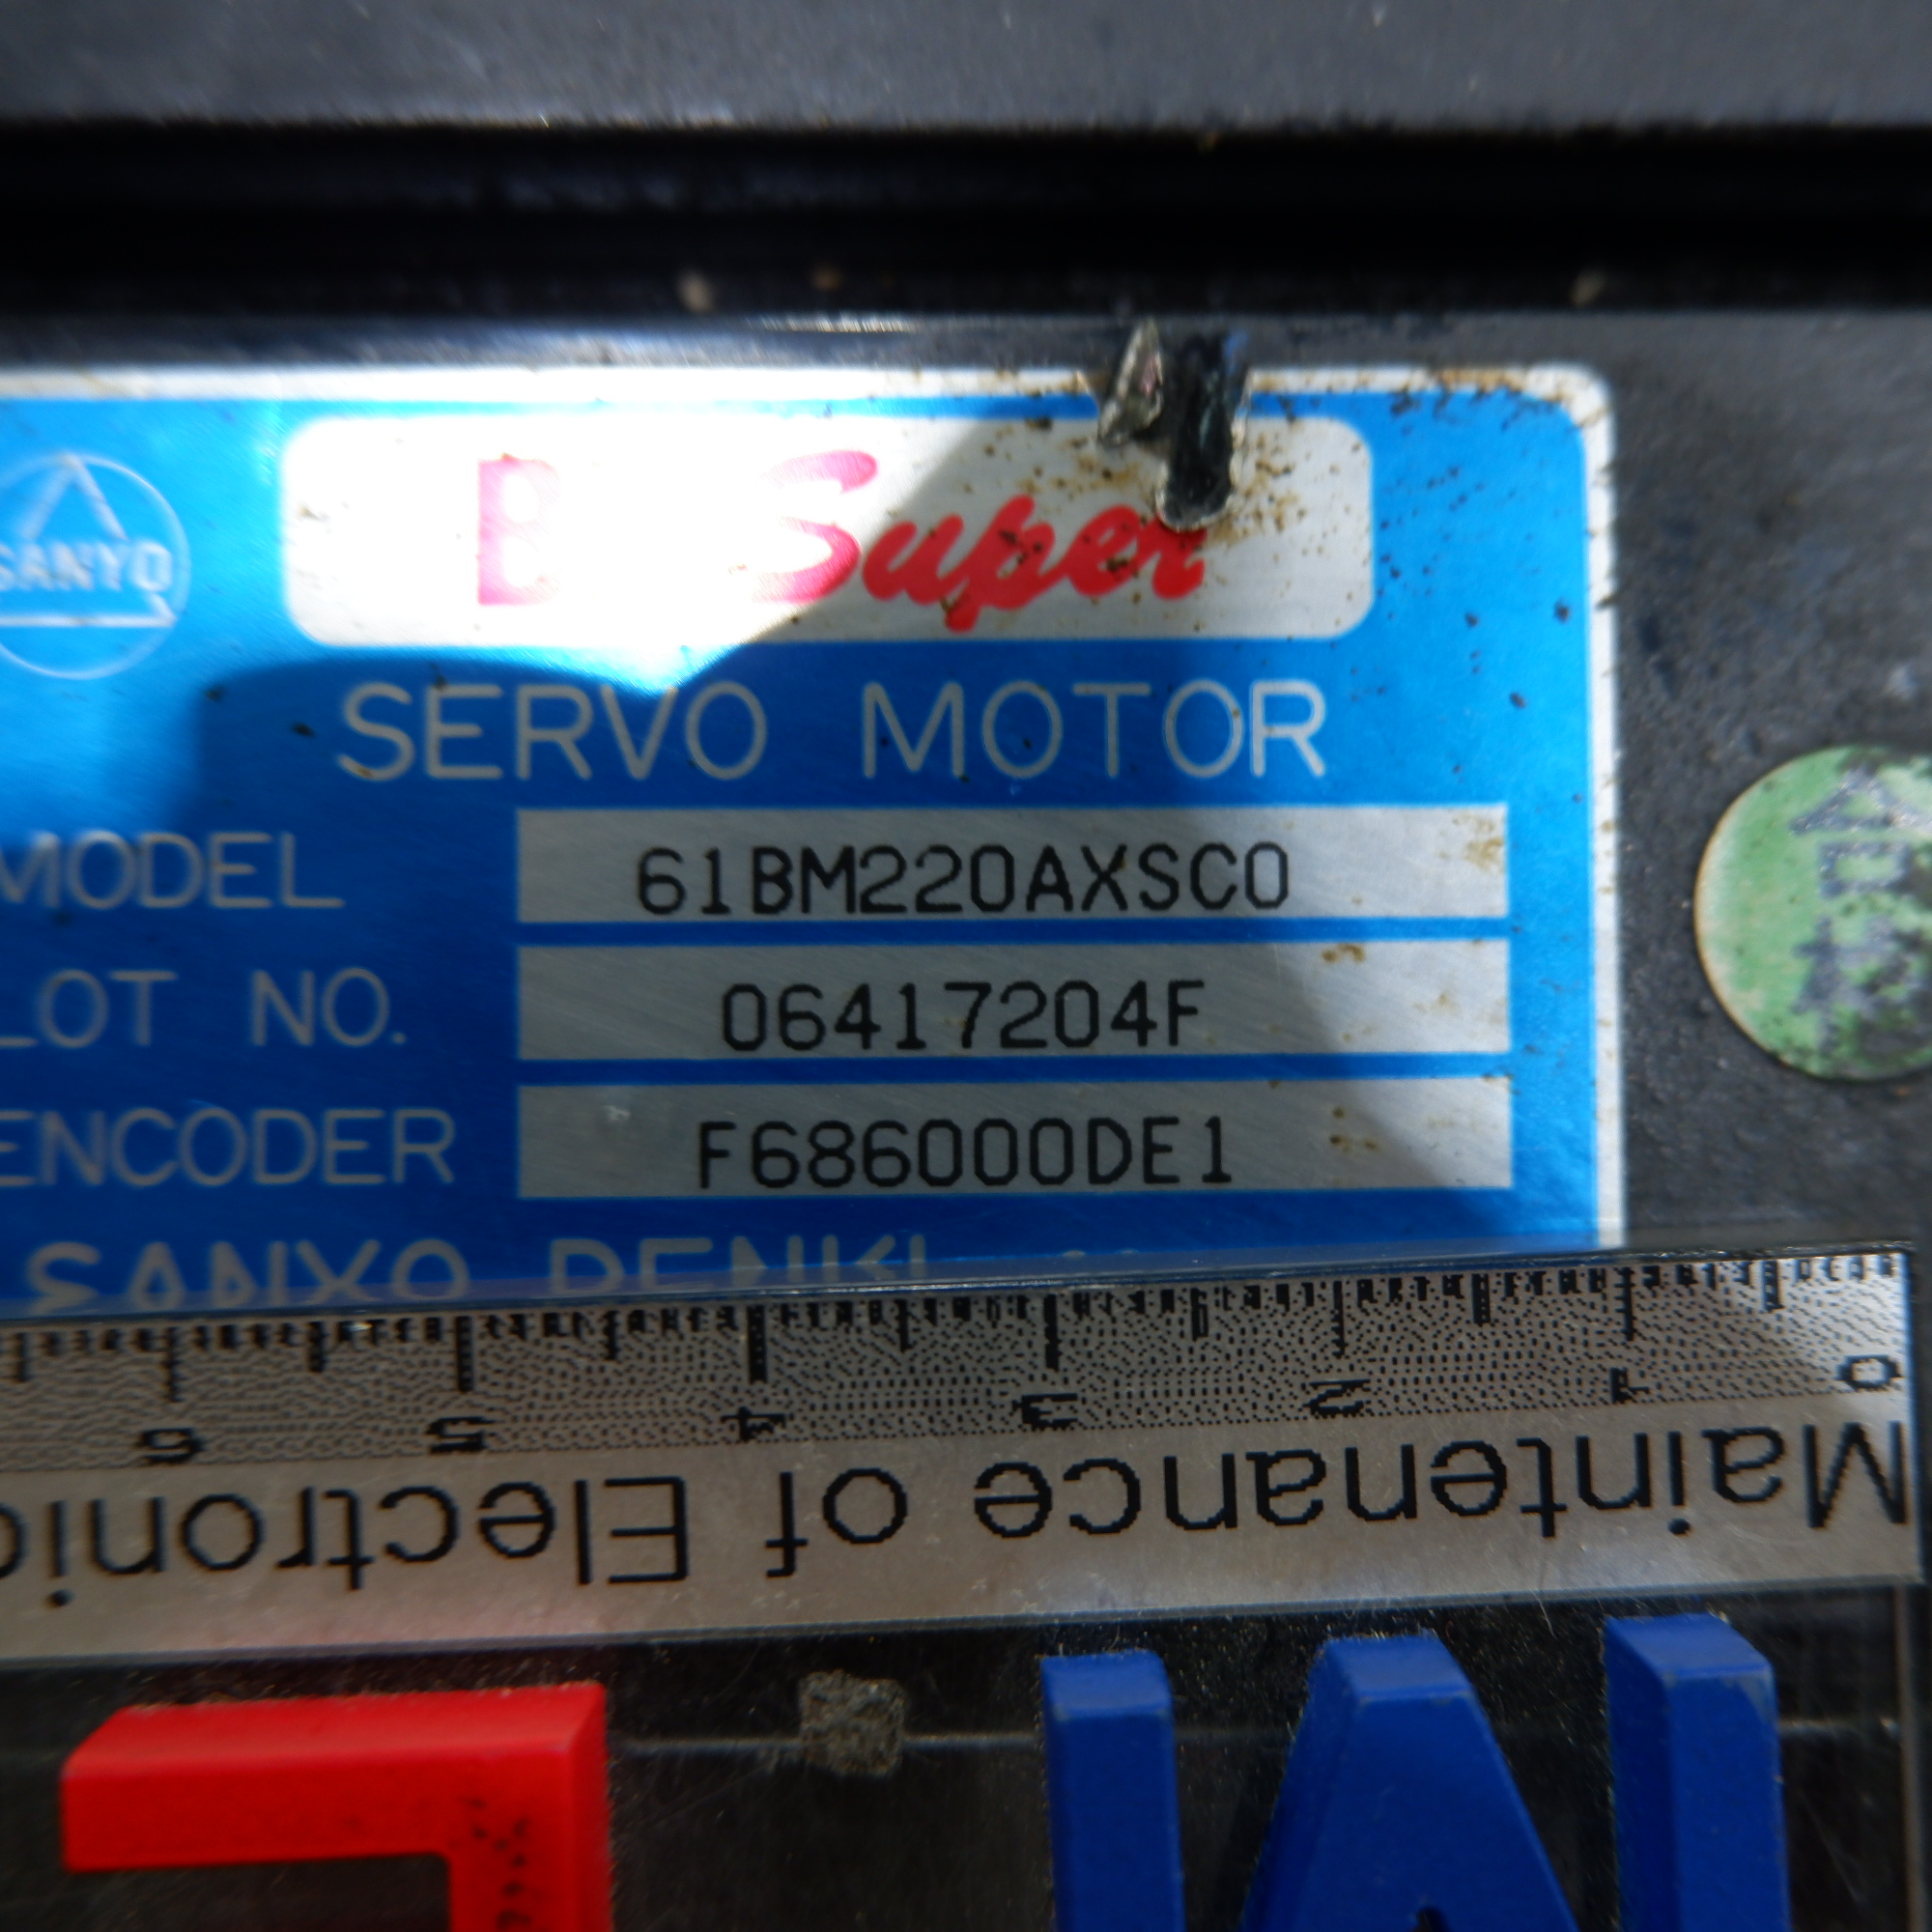 SANYO
B Super
SERVO MOTOR
MODEL 61BM220AXSC0
LOT NO. 06417204F
ENCODER F686000DE1
SANYO DENKI
0 1 2 3 4 5 6
Maintenance of Electronic